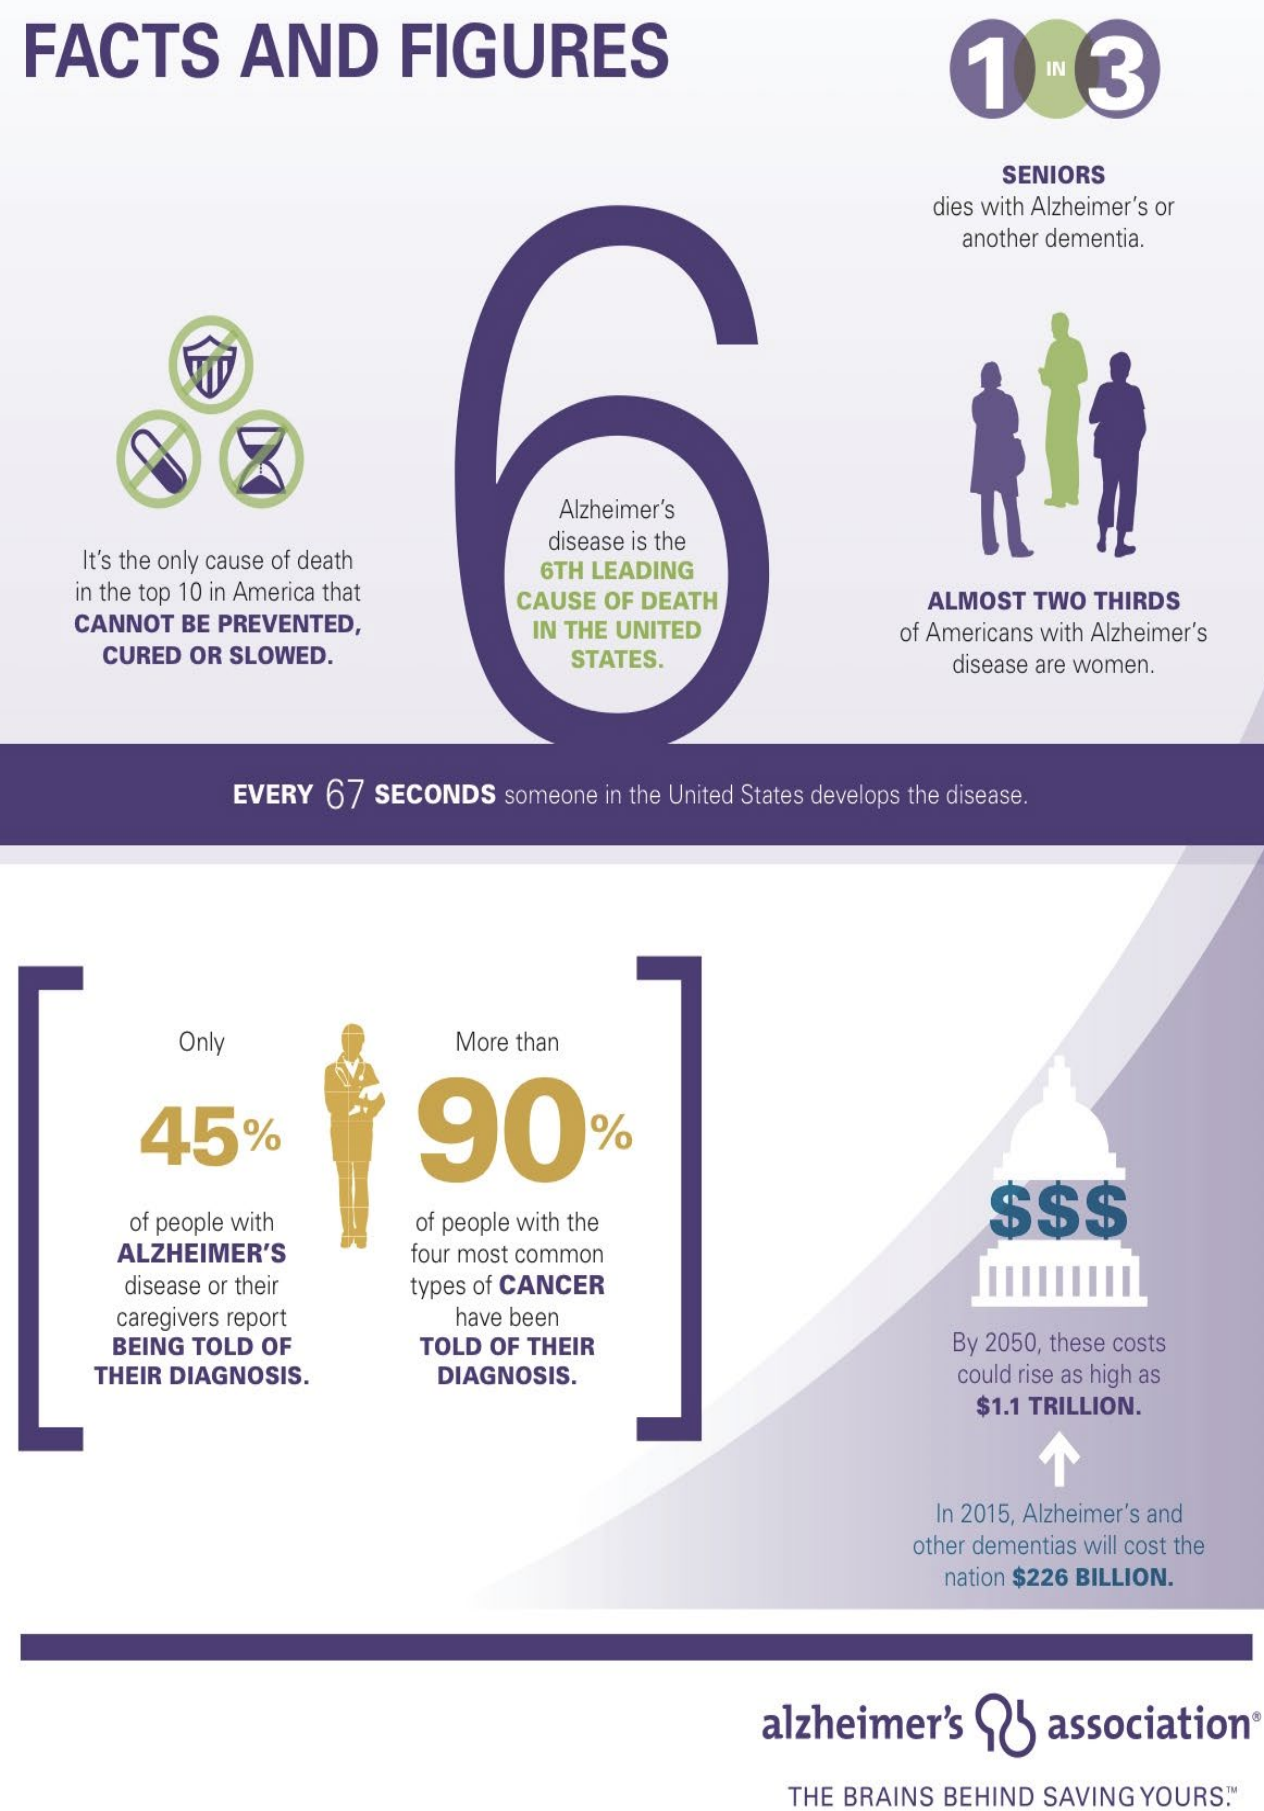 FACTS AND FIGURES
1 IN 3
SENIORS
dies with Alzheimer's or
another dementia.
It's the only cause of death
in the top 10 in America that
CANNOT BE PREVENTED,
CURED OR SLOWED.
6
Alzheimer's
disease is the
6TH LEADING
CAUSE OF DEATH
IN THE UNITED
STATES.
ALMOST TWO THIRDS
of Americans with Alzheimer's
disease are women.
EVERY 67 SECONDS someone in the United States develops the disease.
Only
45%
of people with
ALZHEIMER'S
disease or their
caregivers report
BEING TOLD OF
THEIR DIAGNOSIS.
More than
90%
of people with the
four most common
types of CANCER
have been
TOLD OF THEIR
DIAGNOSIS.
$$$
By 2050, these costs
could rise as high as
$1.1 TRILLION.
In 2015, Alzheimer's and
other dementias will cost the
nation $226 BILLION.
alzheimer's association®
THE BRAINS BEHIND SAVING YOURS.™